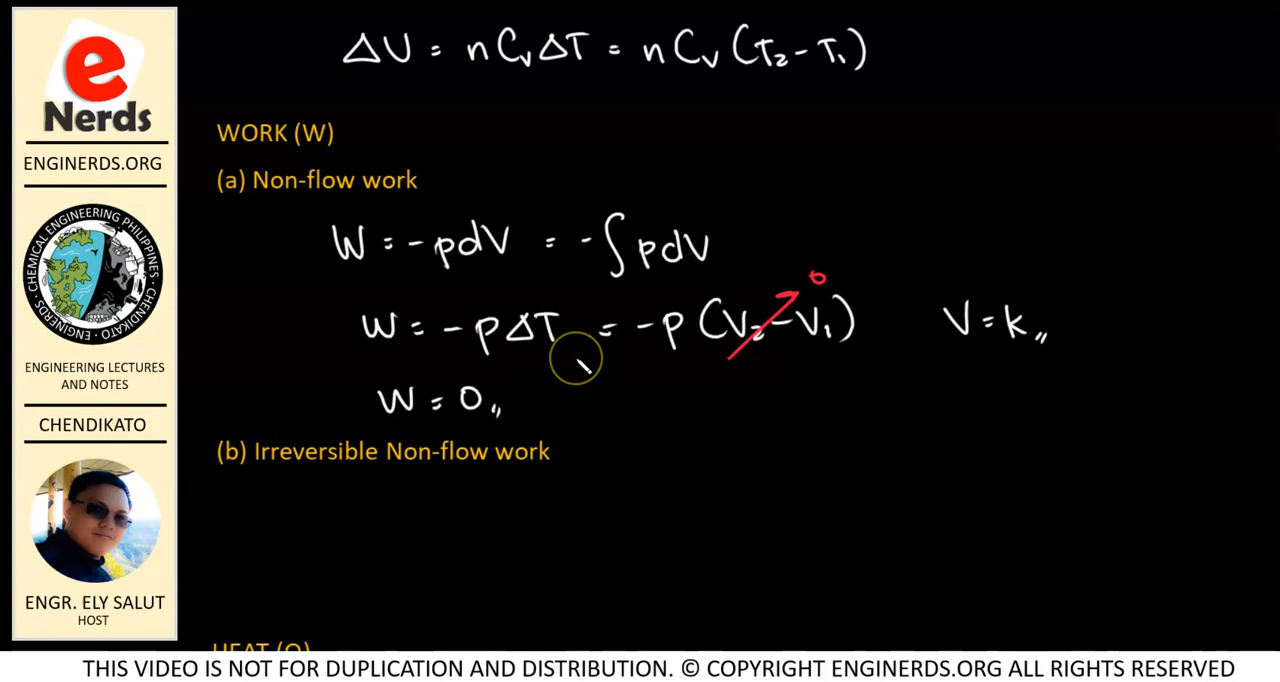 e
Nerds
ENGINERDS.ORG
CHEMICAL ENGINEERING PHILIPPINES
· CHENDIKATO · ENGINERDS ·
ENGINEERING LECTURES
AND NOTES
CHENDIKATO
ENGR. ELY SALUT
HOST
ΔU = nCvΔT = nCv(T₂-T₁)
WORK (W)
(a) Non-flow work
W = -pdV = -∫pdV
W = -pΔT = -p(V₂-V₁) 0 V=k,,
W = 0,,
(b) Irreversible Non-flow work
HEAT (Q)
THIS VIDEO IS NOT FOR DUPLICATION AND DISTRIBUTION. © COPYRIGHT ENGINERDS.ORG ALL RIGHTS RESERVED